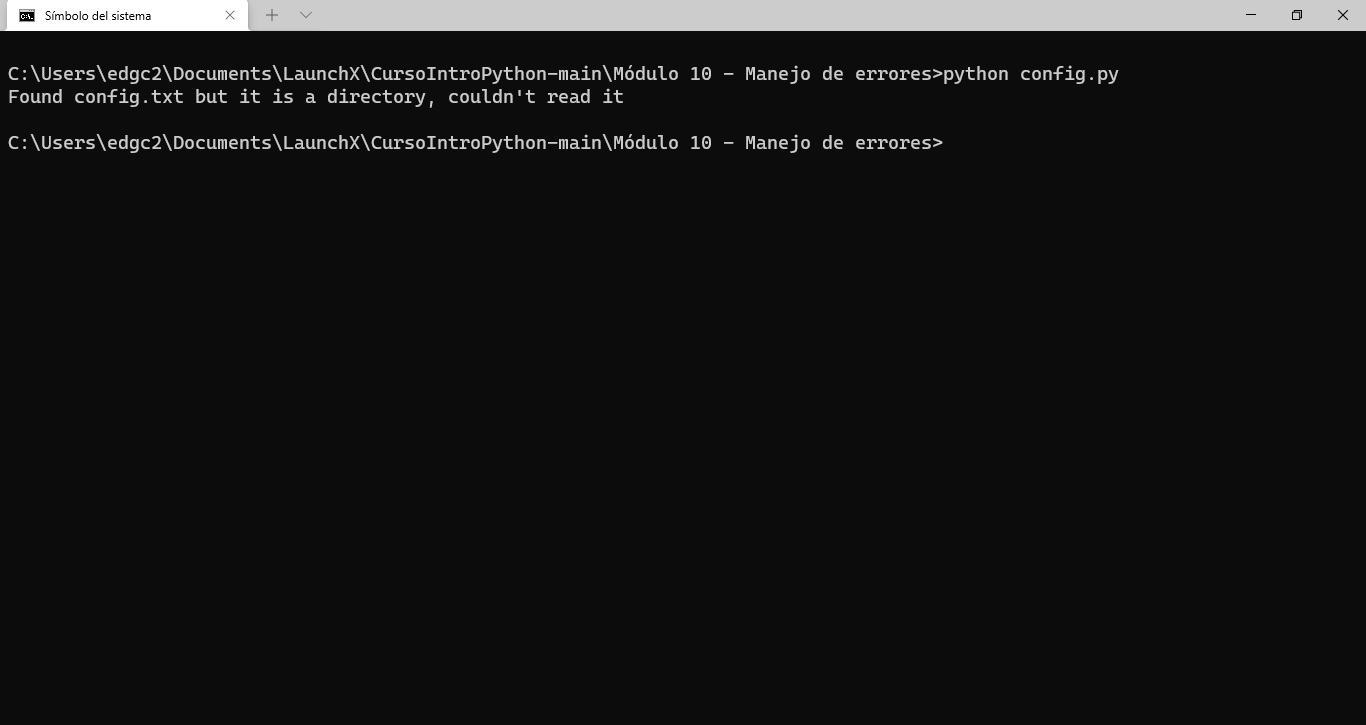 Símbolo del sistema
C:\Users\edgc2\Documents\LaunchX\CursoIntroPython-main\Módulo 10 - Manejo de errores>python config.py
Found config.txt but it is a directory, couldn't read it
C:\Users\edgc2\Documents\LaunchX\CursoIntroPython-main\Módulo 10 - Manejo de errores>